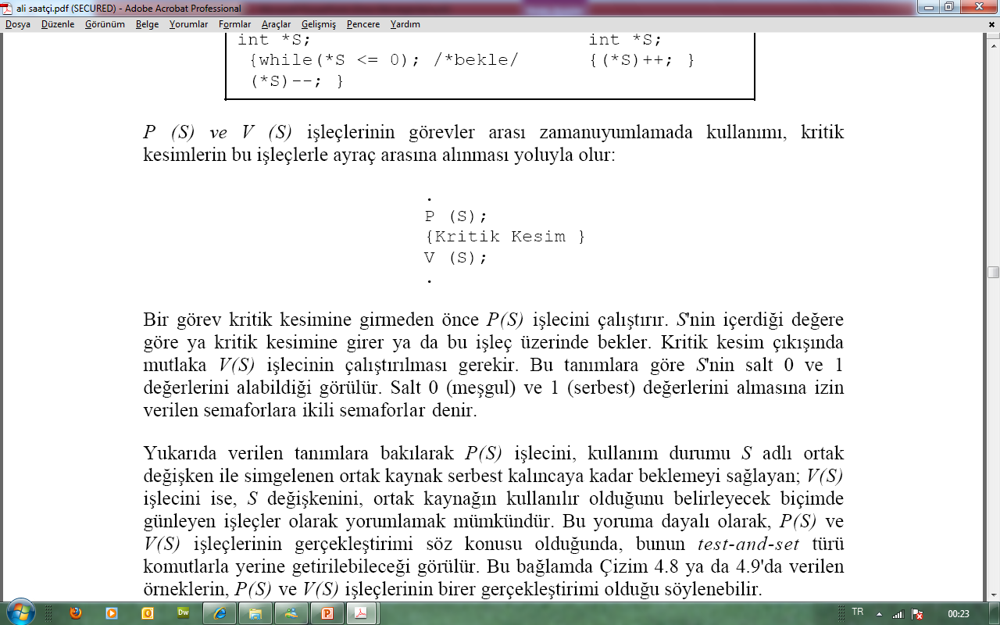 ali saatçi.pdf (SECURED) - Adobe Acrobat Professional
Dosya Düzenle Görünüm Belge Yorumlar Formlar Araçlar Gelişmiş Pencere Yardım
int *S; int *S;
{while(*S <= 0); /*bekle/ {(*S)++; }
(*S)--; }
P (S) ve V (S) işleçlerinin görevler arası zamanuyumlamada kullanımı, kritik
kesimlerin bu işleçlerle ayraç arasına alınması yoluyla olur:
.
P (S);
{Kritik Kesim }
V (S);
.
Bir görev kritik kesimine girmeden önce P(S) işlecini çalıştırır. S'nin içerdiği değere
göre ya kritik kesimine girer ya da bu işleç üzerinde bekler. Kritik kesim çıkışında
mutlaka V(S) işlecinin çalıştırılması gerekir. Bu tanımlara göre S'nin salt 0 ve 1
değerlerini alabildiği görülür. Salt 0 (meşgul) ve 1 (serbest) değerlerini almasına izin
verilen semaforlara ikili semaforlar denir.
Yukarıda verilen tanımlara bakılarak P(S) işlecini, kullanım durumu S adlı ortak
değişken ile simgelenen ortak kaynak serbest kalıncaya kadar beklemeyi sağlayan; V(S)
işlecini ise, S değişkenini, ortak kaynağın kullanılır olduğunu belirleyecek biçimde
günleyen işleçler olarak yorumlamak mümkündür. Bu yoruma dayalı olarak, P(S) ve
V(S) işleçlerinin gerçekleştirimi söz konusu olduğunda, bunun test-and-set türü
komutlarla yerine getirilebileceği görülür. Bu bağlamda Çizim 4.8 ya da 4.9'da verilen
örneklerin, P(S) ve V(S) işleçlerinin birer gerçekleştirimi olduğu söylenebilir.
Dw P TR 00:23